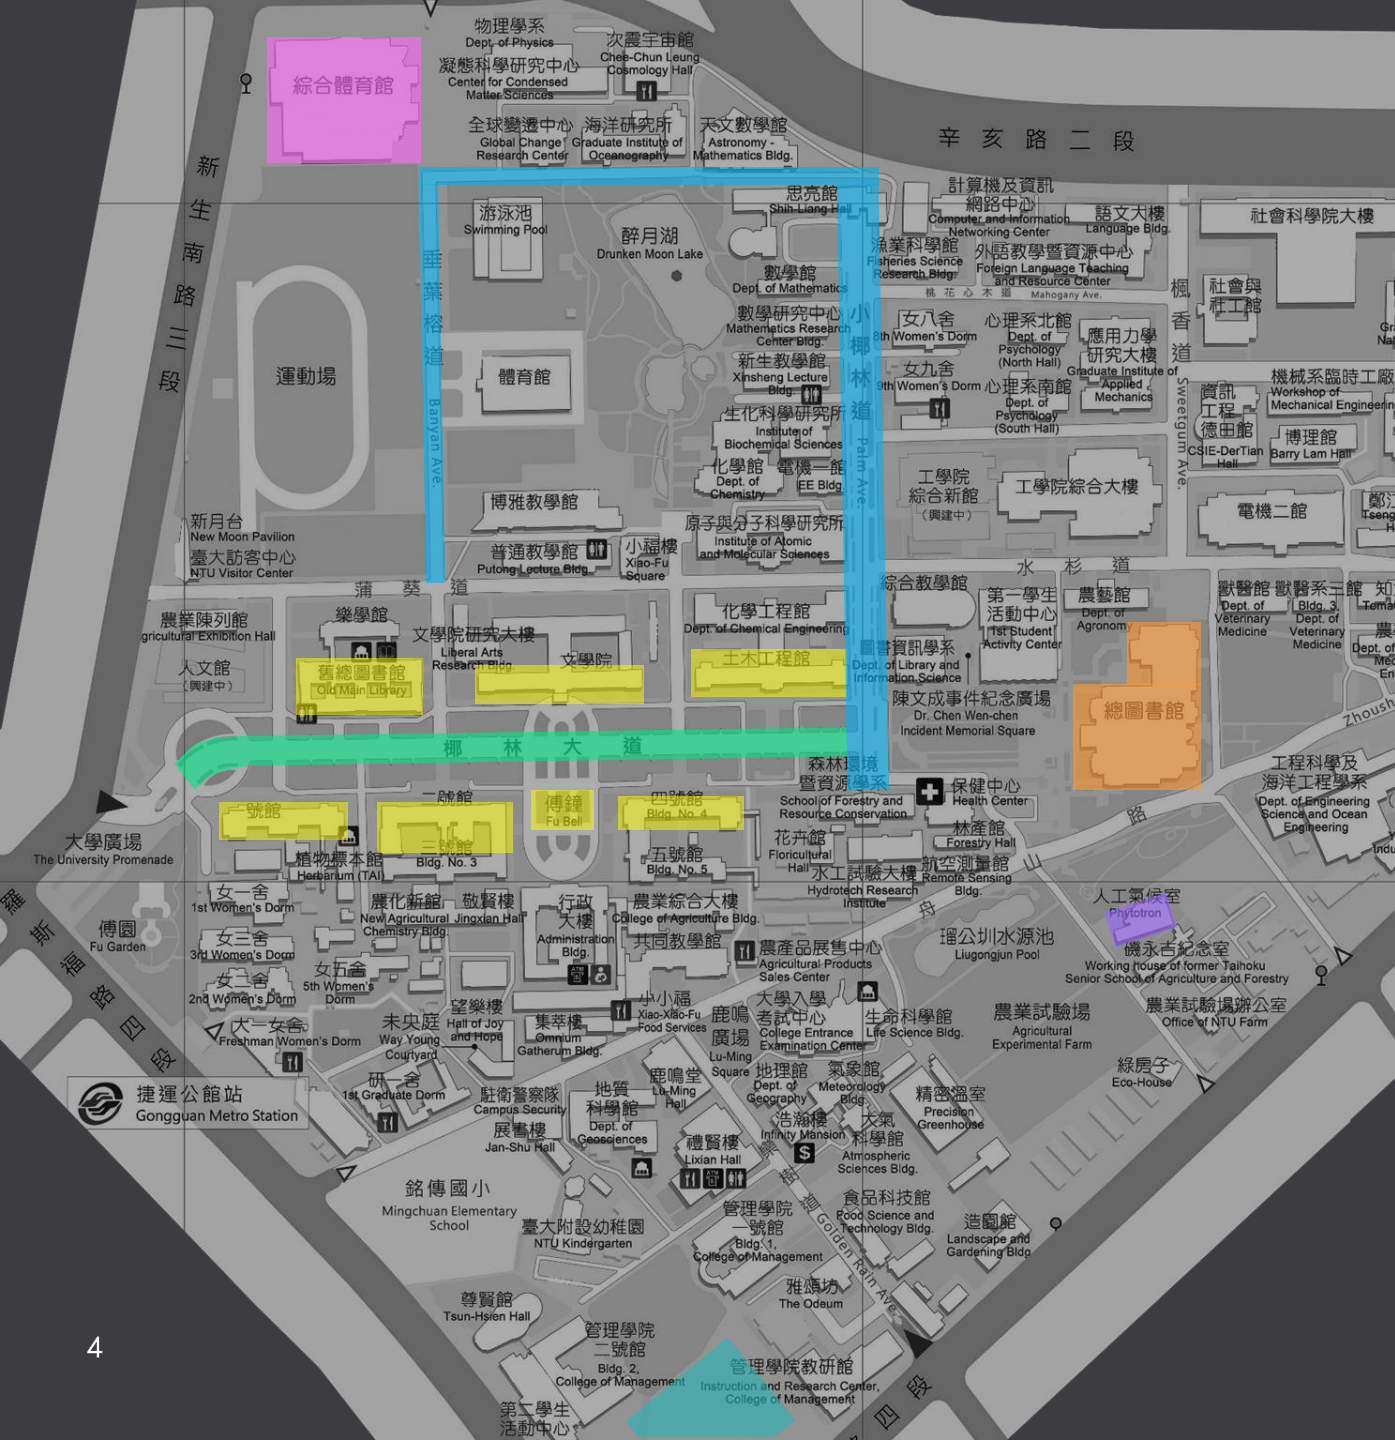 物理學系
Dept. of Physics
凝態科學研究中心
Center for Condensed
Matter Sciences
次震宇宙館
Chee-Chun Leung
Cosmology Hall
綜合體育館
全球變遷中心
Global Change
Research Center
海洋研究所
Graduate Institute of
Oceanography
天文數學館
Astronomy -
Mathematics Bldg.
辛亥路二段
新生南路三段
游泳池
Swimming Pool
醉月湖
Drunken Moon Lake
思亮館
Shih-Liang Hall
計算機及資訊
網路中心
Computer and Information
Networking Center
語文大樓
Language Bldg.
社會科學院大樓
漁業科學館
Fisheries Science
Research Bldg.
外語教學暨資源中心
Foreign Language Teaching
and Resource Center
數學館
Dept. of Mathematics
桃花心木道 Mahogany Ave.
社會與
社工館
楓香道
Sweetgum Ave.
垂葉榕道
Banyan Ave.
小椰林道
Palm Ave.
數學研究中心
Mathematics Research
Center Bldg.
女八舍
8th Women's Dorm
心理系北館
Dept. of
Psychology
(North Hall)
應用力學
研究大樓
Graduate Institute of
Applied
Mechanics
運動場
體育館
新生教學館
Xinsheng Lecture
Bldg.
女九舍
9th Women's Dorm
心理系南館
Dept. of
Psychology
(South Hall)
資訊
工程
德田館
CSIE-DerTian
Hall
機械系臨時工廠
Workshop of
Mechanical Engineering
博理館
Barry Lam Hall
生化科學研究所
Institute of
Biochemical Sciences
化學館
Dept. of
Chemistry
電機一館
EE Bldg.
工學院
綜合新館
(興建中)
工學院綜合大樓
電機二館
博雅教學館
新月台
New Moon Pavilion
臺大訪客中心
NTU Visitor Center
普通教學館
Putong Lecture Bldg.
小福樓
Xiao-Fu
Square
原子與分子科學研究所
Institute of Atomic
and Molecular Sciences
蒲葵道
水杉道
綜合教學館
第一學生
活動中心
1st Student
Activity Center
農藝館
Dept. of
Agronomy
獸醫館
Dept. of
Veterinary
Medicine
獸醫系三館
Bldg. 3,
Dept. of
Veterinary
Medicine
農業陳列館
gricultural Exhibition Hall
樂學館
人文館
(興建中)
文學院研究大樓
Liberal Arts
Research Bldg.
文學院
化學工程館
Dept. of Chemical Engineering
土木工程館
圖書資訊學系
Dept. of Library and
Information Science
舊總圖書館
Old Main Library
陳文成事件紀念廣場
Dr. Chen Wen-chen
Incident Memorial Square
總圖書館
椰林大道
大學廣場
The University Promenade
號館
二號館
三號館
Bldg. No. 3
傅鐘
Fu Bell
四號館
Bldg. No. 4
五號館
Bldg. No. 5
森林環境
暨資源學系
School of Forestry and
Resource Conservation
保健中心
Health Center
工程科學及
海洋工程學系
Dept. of Engineering
Science and Ocean
Engineering
植物標本館
Herbarium (TAI)
花卉館
Floricultural
Hall
林產館
Forestry Hall
水工試驗大樓
Hydrotech Research
Institute
航空測量館
Remote Sensing
Bldg.
舟山路
Zhoush
女一舍
1st Women's Dorm
農化新館
New Agricultural
Chemistry Bldg.
敬賢樓
Jingxian Hall
行政
大樓
Administration
Bldg.
ATM
農業綜合大樓
College of Agriculture Bldg.
共同教學館
人工氣候室
Phytotron
傅園
Fu Garden
女三舍
3rd Women's Dorm
女二舍
2nd Women's Dorm
女五舍
5th Women's
Dorm
農產品展售中心
Agricultural Products
Sales Center
瑠公圳水源池
Liugongjun Pool
磯永吉紀念室
Working house of former Taihoku
Senior School of Agriculture and Forestry
羅斯福路四段
大一女舍
Freshman Women's Dorm
未央庭
Way Young
Courtyard
望樂樓
Hall of Joy
and Hope
集萃樓
Omnium
Gatherum Bldg.
小小福
Xiao-Xiao-Fu
Food Services
鹿鳴
廣場
Lu-Ming
Square
大學入學
考試中心
College Entrance
Examination Center
生命科學館
Life Science Bldg.
農業試驗場
Agricultural
Experimental Farm
農業試驗場辦公室
Office of NTU Farm
綠房子
Eco-House
捷運公館站
Gongguan Metro Station
研一舍
1st Graduate Dorm
駐衛警察隊
Campus Security
展書樓
Jan-Shu Hall
地質
科學館
Dept. of
Geosciences
鹿鳴堂
Lu-Ming
Hall
地理館
Dept. of
Geography
氣象館
Meteorology
Bldg.
精密溫室
Precision
Greenhouse
浩瀚樓
Infinity Mansion
$
大氣
科學館
Atmospheric
Sciences Bldg.
禮賢樓
Lixian Hall
ATM
銘傳國小
Mingchuan Elementary
School
臺大附設幼稚園
NTU Kindergarten
管理學院
一號館
Bldg. 1,
College of Management
Golden Rain Ave.
食品科技館
Food Science and
Technology Bldg.
造園館
Landscape and
Gardening Bldg
雅頌坊
The Odeum
尊賢館
Tsun-Hsien Hall
管理學院
二號館
Bldg. 2,
College of Management
管理學院教研館
Instruction and Research Center,
College of Management
第二學生
活動中心
四段
4